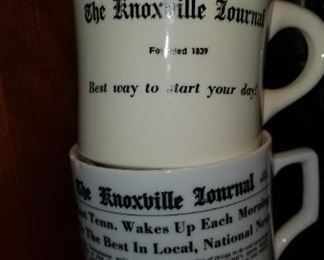 The Knoxville Journal
Founded 1839
Best way to start your day!
The Knoxville Journal
Tenn. Wakes Up Each Morning
The Best In Local, National News